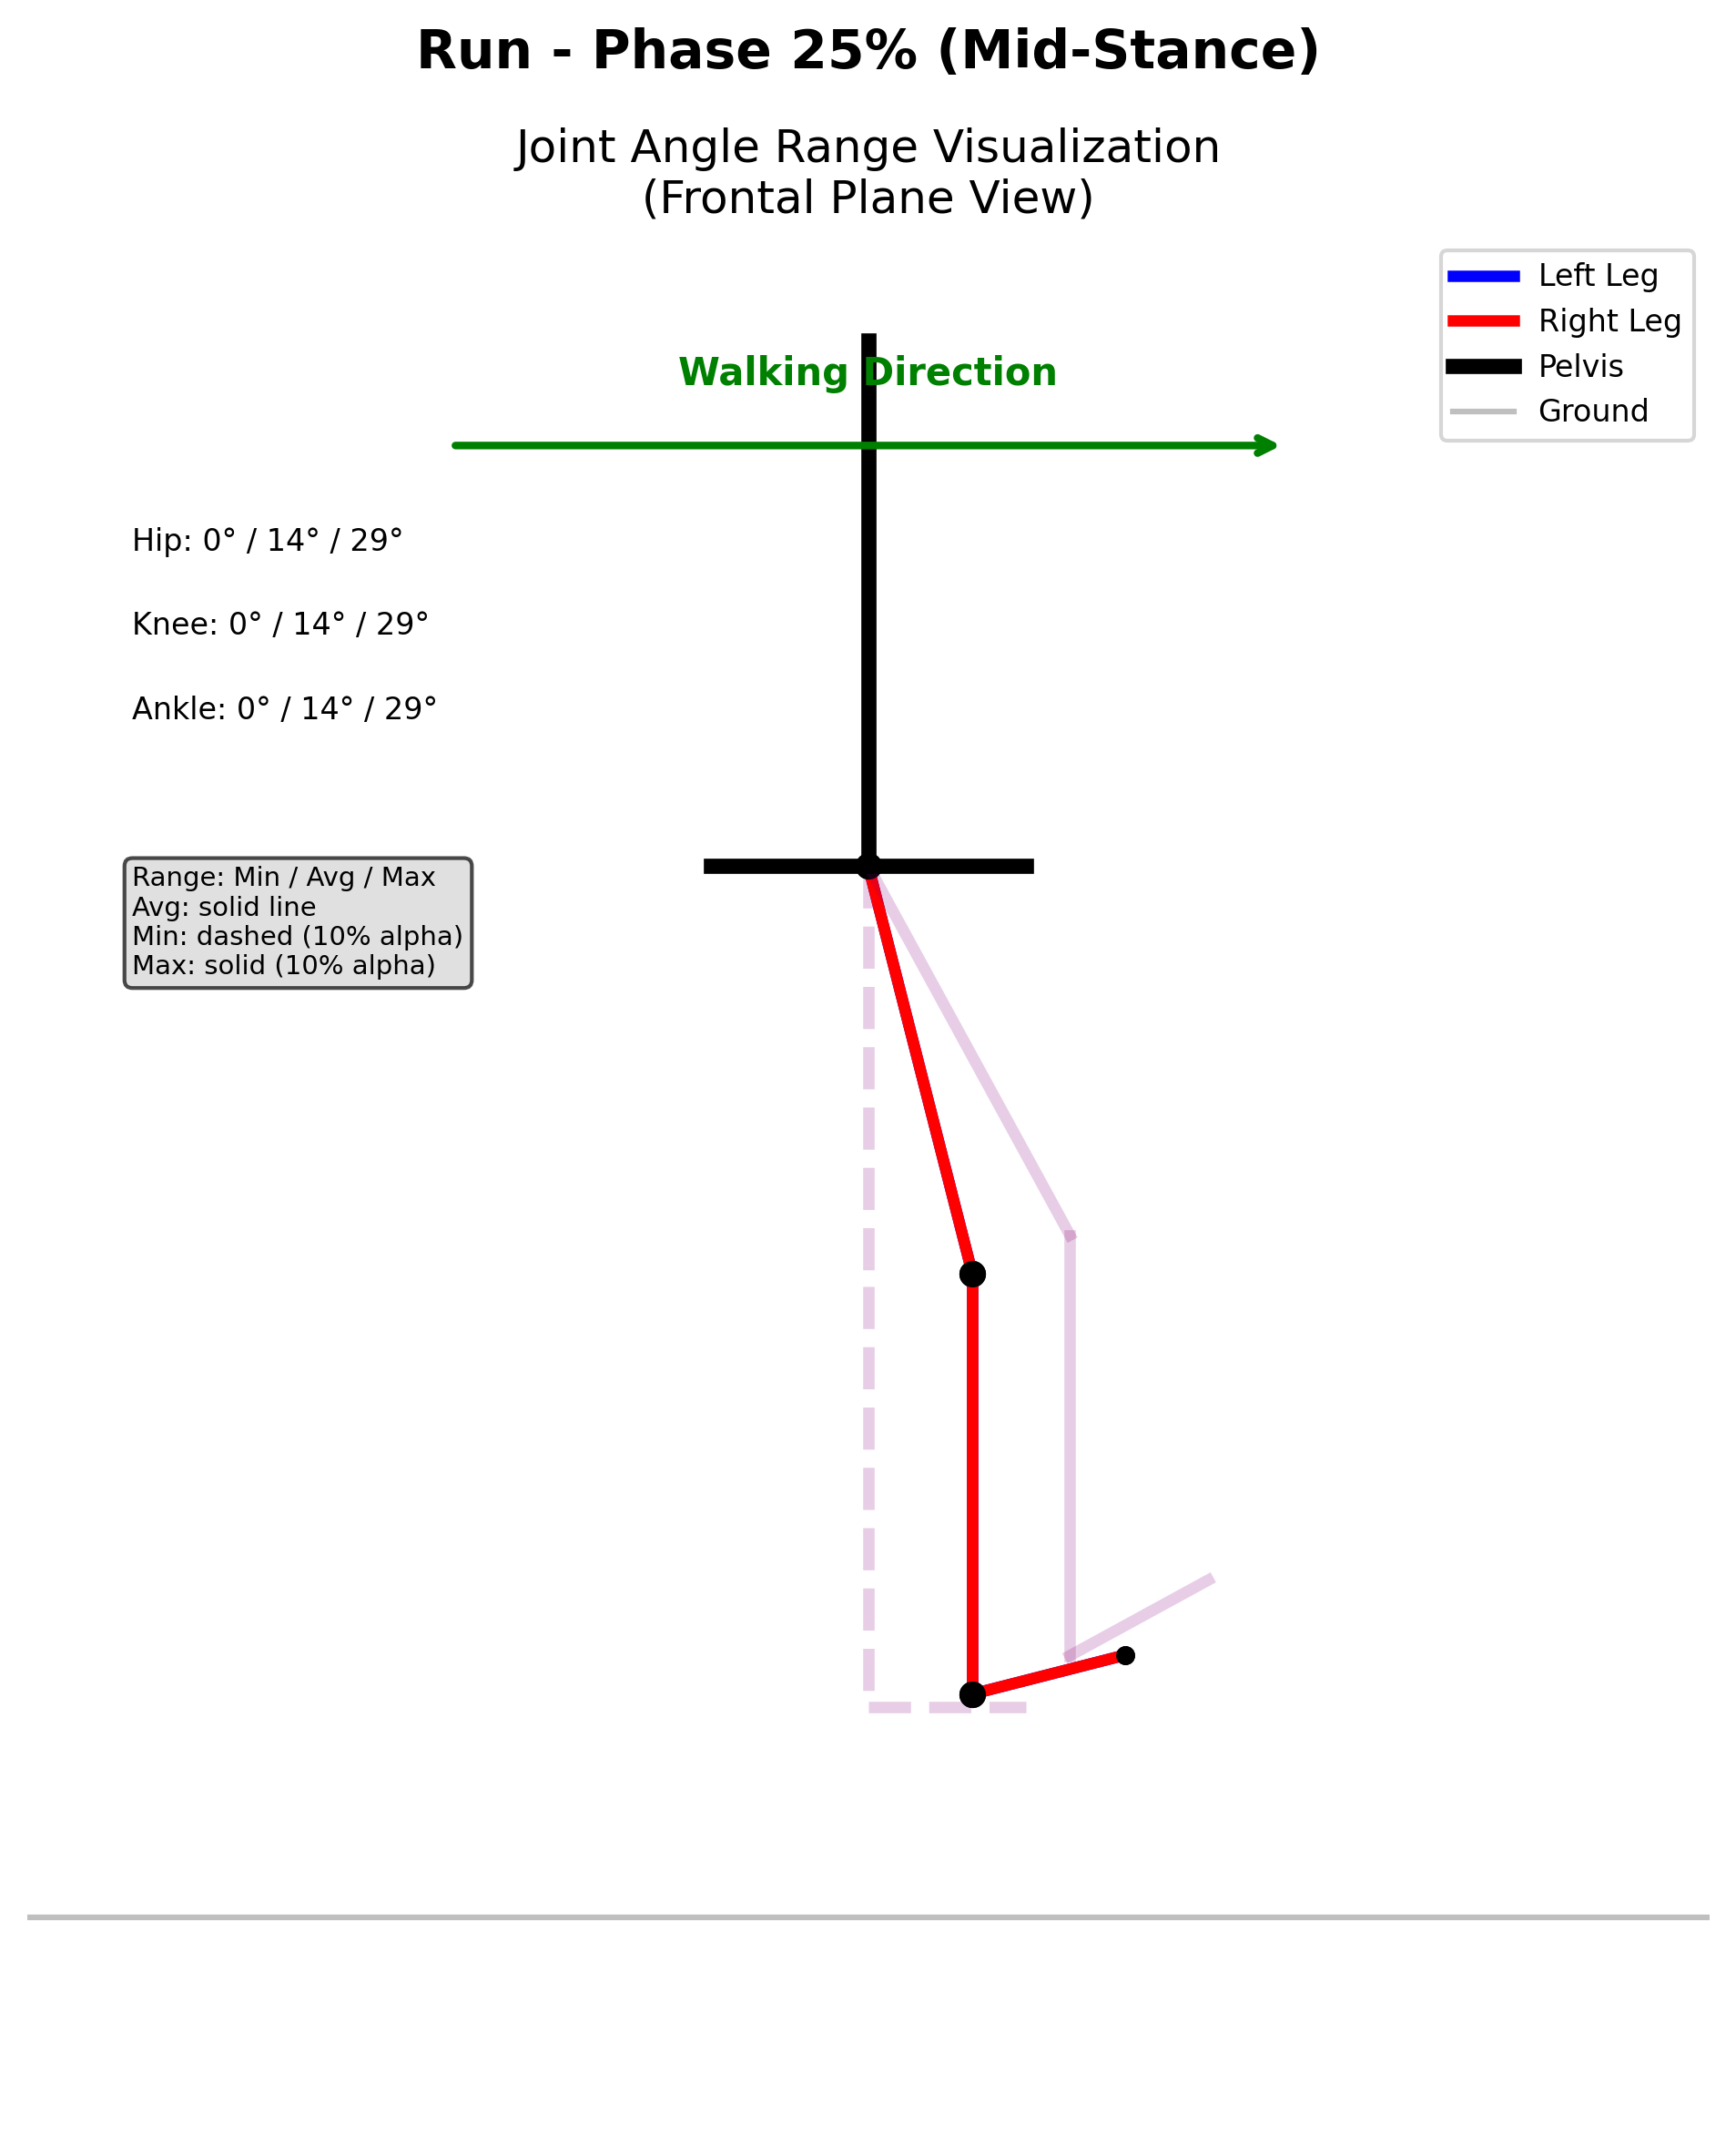 Run - Phase 25% (Mid-Stance)
Joint Angle Range Visualization
(Frontal Plane View)
Left Leg
Right Leg
Pelvis
Ground
Walking Direction
Hip: 0° / 14° / 29°
Knee: 0° / 14° / 29°
Ankle: 0° / 14° / 29°
Range: Min / Avg / Max
Avg: solid line
Min: dashed (10% alpha)
Max: solid (10% alpha)